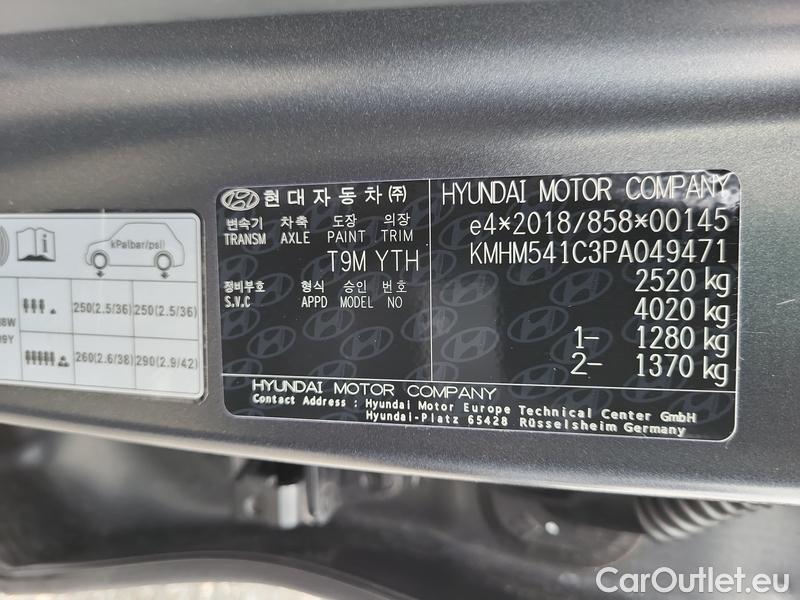 현대자동차(주)
변속기 차축 도장 위장
TRANSM AXLE PAINT TRIM
T9M YTH
정비부호 형식 승인 번호
S.V.C APPD MODEL NO
HYUNDAI MOTOR COMPANY
e4*2018/858*00145
KMHM541C3PA049471
2520 kg
4020 kg
1- 1280 kg
2- 1370 kg
HYUNDAI MOTOR COMPANY
Contact Address : Hyundai Motor Europe Technical Center GmbH
Hyundai-Platz 65428 Rüsselsheim Germany
kPa(bar/psi)
250(2.5/36) 250(2.5/36)
260(2.6/38) 290(2.9/42)
CarOutlet.eu